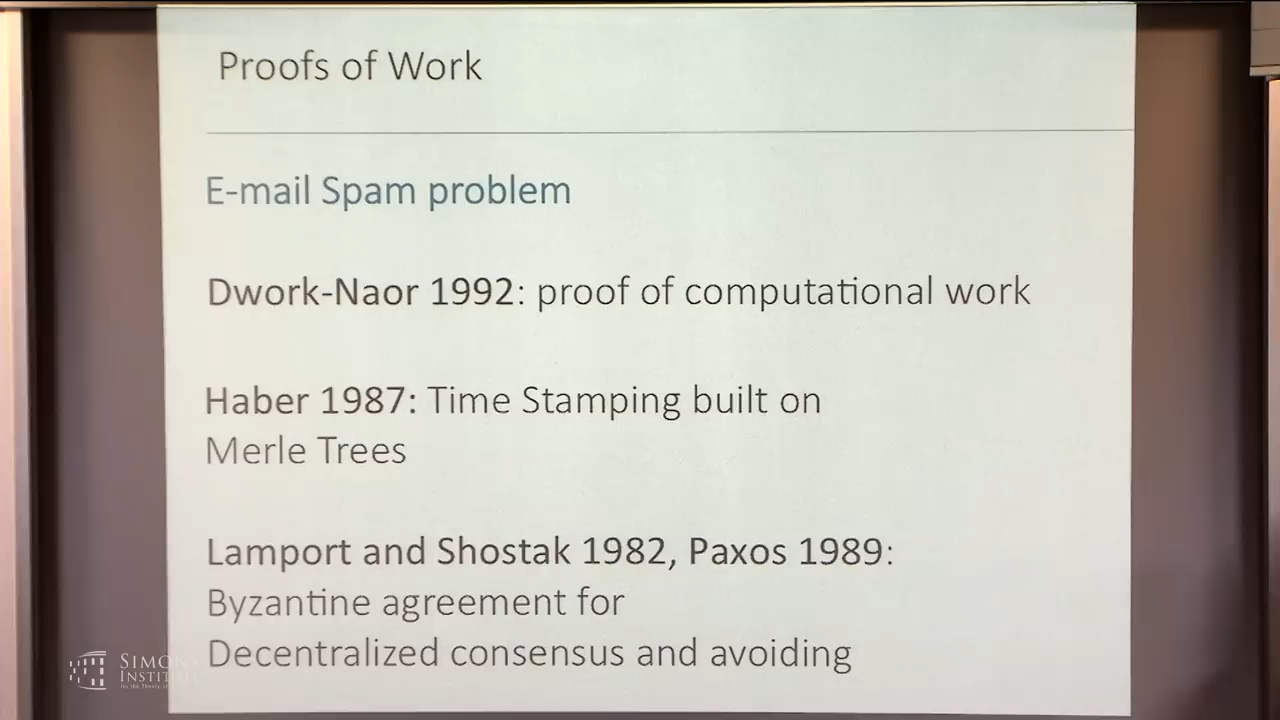 Proofs of Work
E-mail Spam problem
Dwork-Naor 1992: proof of computational work
Haber 1987: Time Stamping built on
Merle Trees
Lamport and Shostak 1982, Paxos 1989:
Byzantine agreement for
Decentralized consensus and avoiding
SIMONS
INSTITUTE